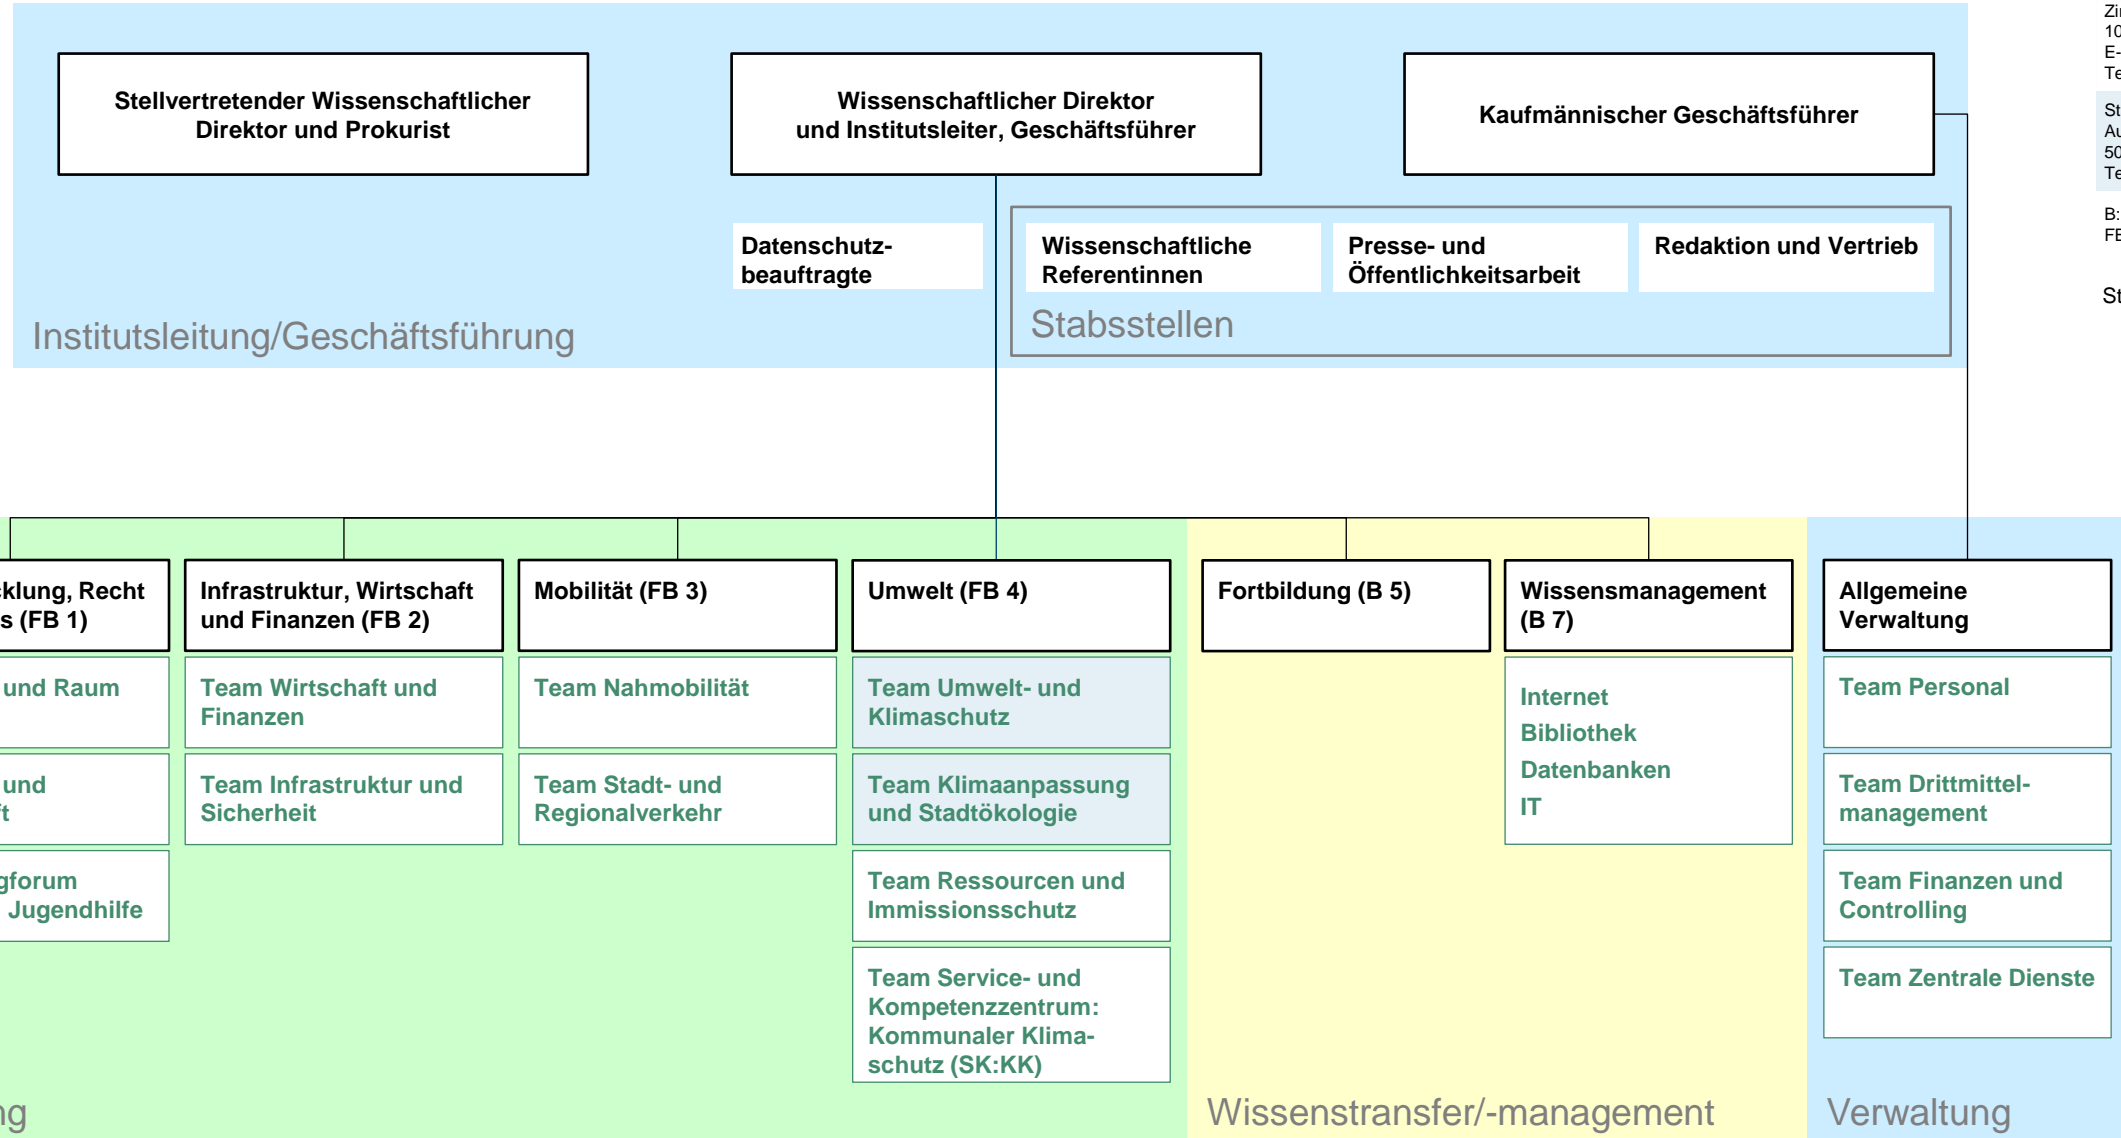 Stellvertretender Wissenschaftlicher
Direktor und Prokurist
Wissenschaftlicher Direktor
und Institutsleiter, Geschäftsführer
Kaufmännischer Geschäftsführer
Datenschutz-
beauftragte
Wissenschaftliche
Referentinnen
Presse- und
Öffentlichkeitsarbeit
Redaktion und Vertrieb
Institutsleitung/Geschäftsführung
Stabsstellen
10
E-
50
B:
Recht
(FB 1)
und Raum
und
Jugendhilfe
Infrastruktur, Wirtschaft
und Finanzen (FB 2)
Team Wirtschaft und
Finanzen
Team Infrastruktur und
Sicherheit
Mobilität (FB 3)
Team Nahmobilität
Team Stadt- und
Regionalverkehr
Umwelt (FB 4)
Team Umwelt- und
Klimaschutz
Team Klimaanpassung
und Stadtökologie
Team Ressourcen und
Immissionsschutz
Team Service- und
Kompetenzzentrum:
Kommunaler Klima-
schutz (SK:KK)
Fortbildung (B 5)
Wissensmanagement
(B 7)
Internet
Bibliothek
Datenbanken
IT
Wissenstransfer/-management
Allgemeine
Verwaltung
Team Personal
Team Drittmittel-
management
Team Finanzen und
Controlling
Team Zentrale Dienste
Verwaltung